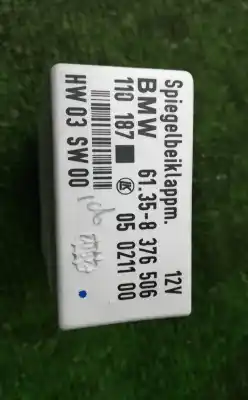 Spiegelbeiklappm. 12V
BMW 61.35-8 376 506
110 187 05 0211 00
HW 03 SW 00